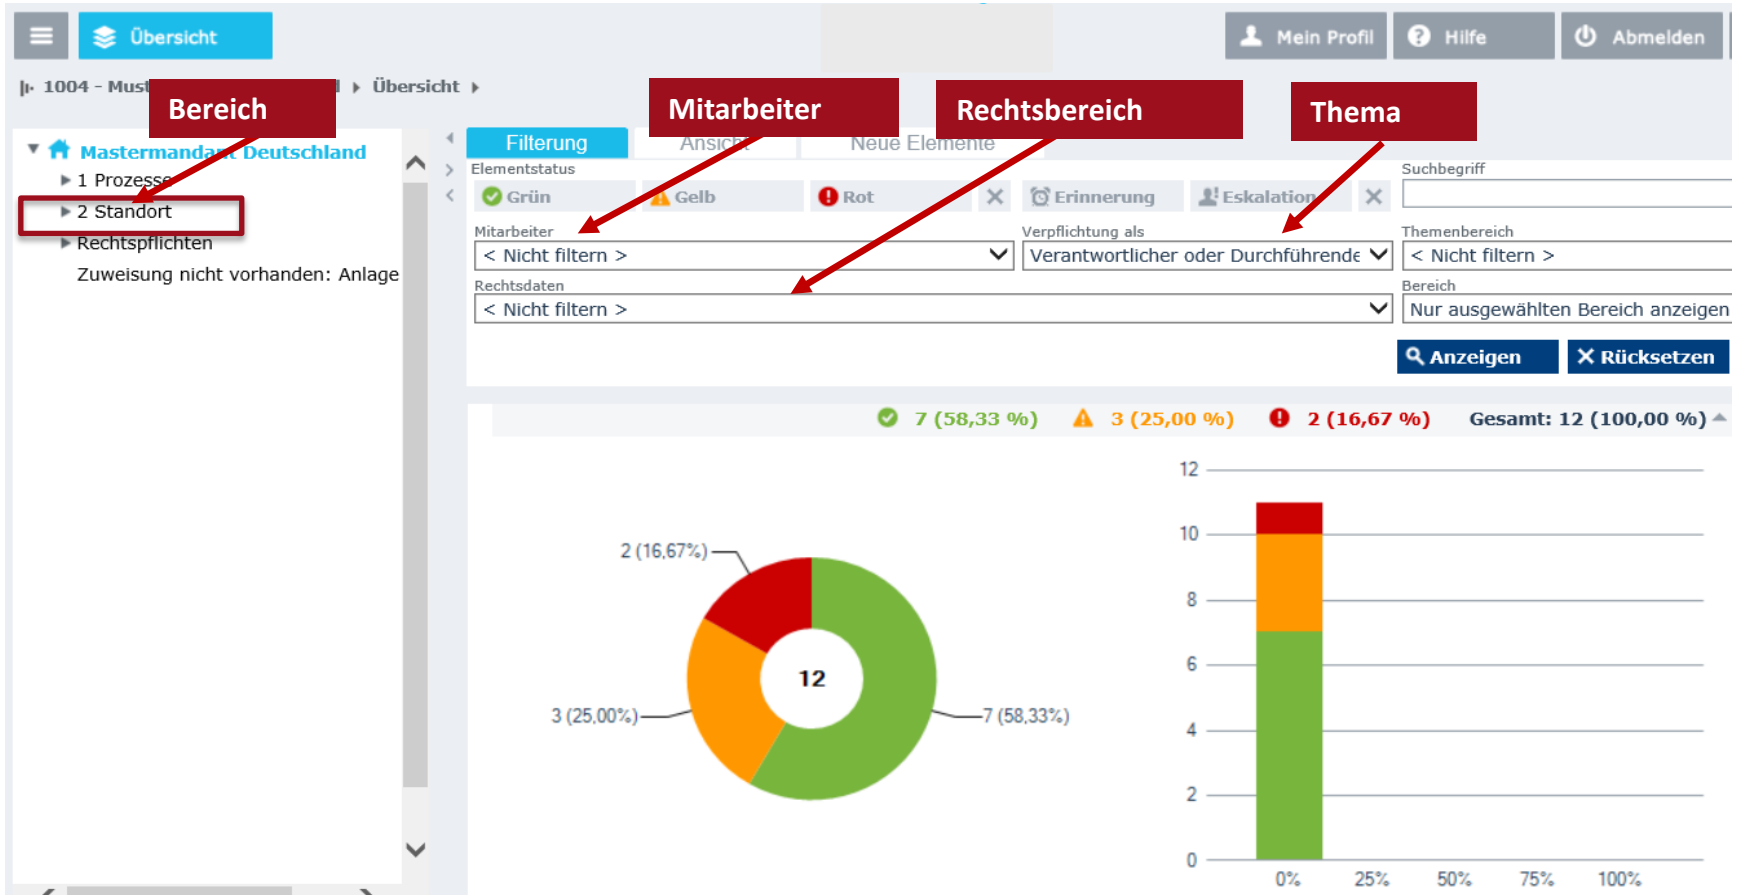 Übersicht
Mein Profil
Hilfe
Abmelden
1004 - Must
Übersicht
Bereich
Mitarbeiter
Rechtsbereich
Thema
Mastermandant Deutschland
1 Prozesse
2 Standort
Rechtspflichten
Zuweisung nicht vorhanden: Anlage
Filterung Ansicht Neue Elemente
Elementstatus
Suchbegriff
Grün Gelb Rot Erinnerung Eskalation
Mitarbeiter Verpflichtung als Themenbereich
< Nicht filtern > Verantwortlicher oder Durchführende < Nicht filtern >
Rechtsdaten Bereich
< Nicht filtern > Nur ausgewählten Bereich anzeigen
Anzeigen Rücksetzen
7 (58,33 %) 3 (25,00 %) 2 (16,67 %) Gesamt: 12 (100,00 %)
2 (16,67%)
12
3 (25,00%)
7 (58,33%)
12
10
8
6
4
2
0
0% 25% 50% 75% 100%